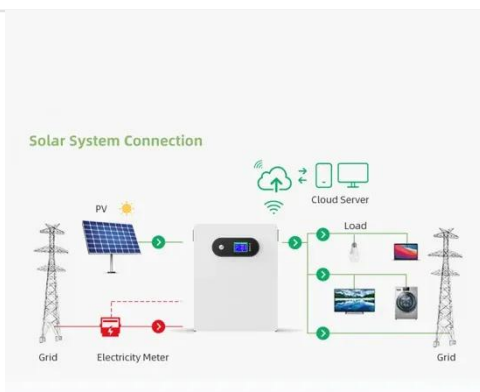 Solar System Connection
Cloud Server
PV
Load
Grid
Electricity Meter
Grid